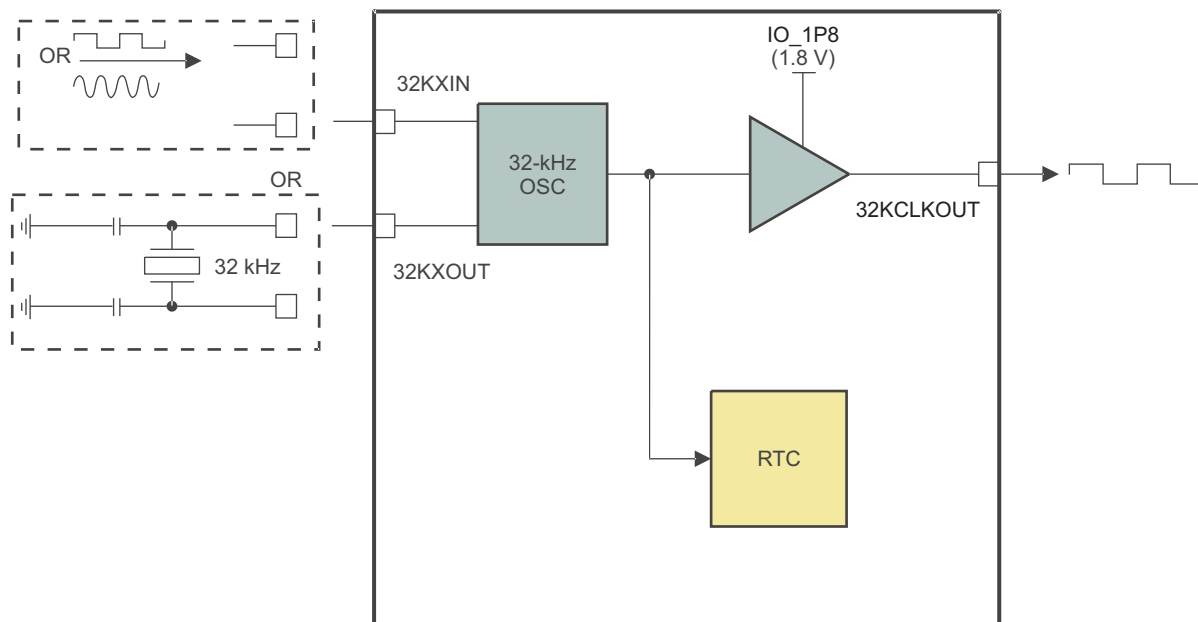 OR
OR
32 kHz
32KXIN
32KXOUT
32-kHz
OSC
IO_1P8
(1.8 V)
32KCLKOUT
RTC